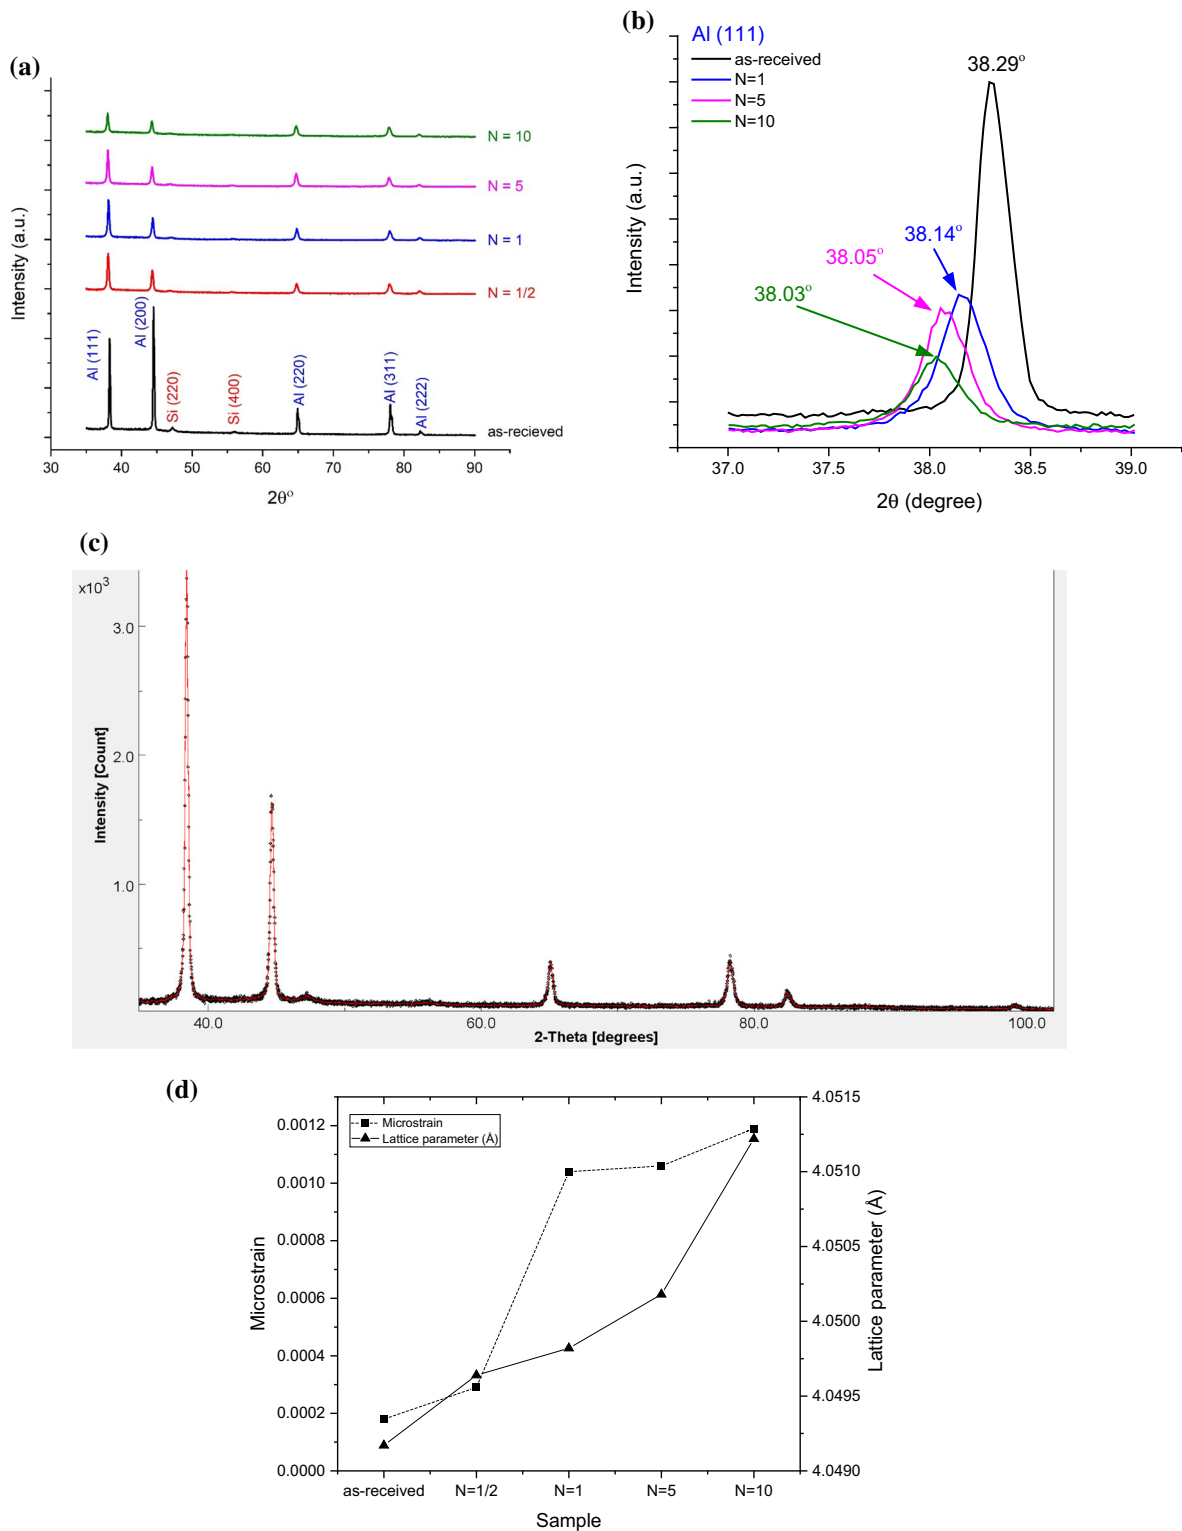 (a)
Intensity (a.u.)
N = 10
N = 5
N = 1
N = 1/2
as-recieved
Al (111)
Al (200)
Si (220)
Si (400)
Al (220)
Al (311)
Al (222)
30 40 50 60 70 80 90
2θº
(b)
Al (111)
as-received
N=1
N=5
N=10
38.29°
38.14°
38.05°
38.03°
Intensity (a.u.)
37.0 37.5 38.0 38.5 39.0
2θ (degree)
(c)
x10³
3.0
2.0
1.0
Intensity [Count]
40.0 60.0 80.0 100.0
2-Theta [degrees]
(d)
Microstrain
Lattice parameter (Å)
0.0012
0.0010
0.0008
0.0006
0.0004
0.0002
0.0000
Microstrain
4.0515
4.0510
4.0505
4.0500
4.0495
4.0490
Lattice parameter (Å)
as-received N=1/2 N=1 N=5 N=10
Sample